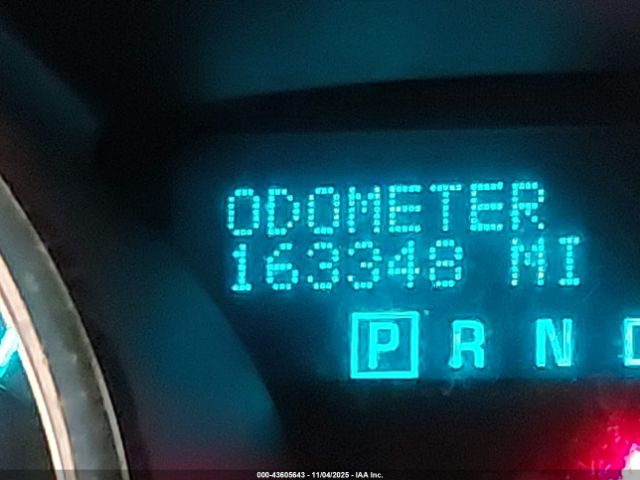 ODOMETER
163348 MI
P R N
000-43605643 - 11/04/2025 - IAA Inc.